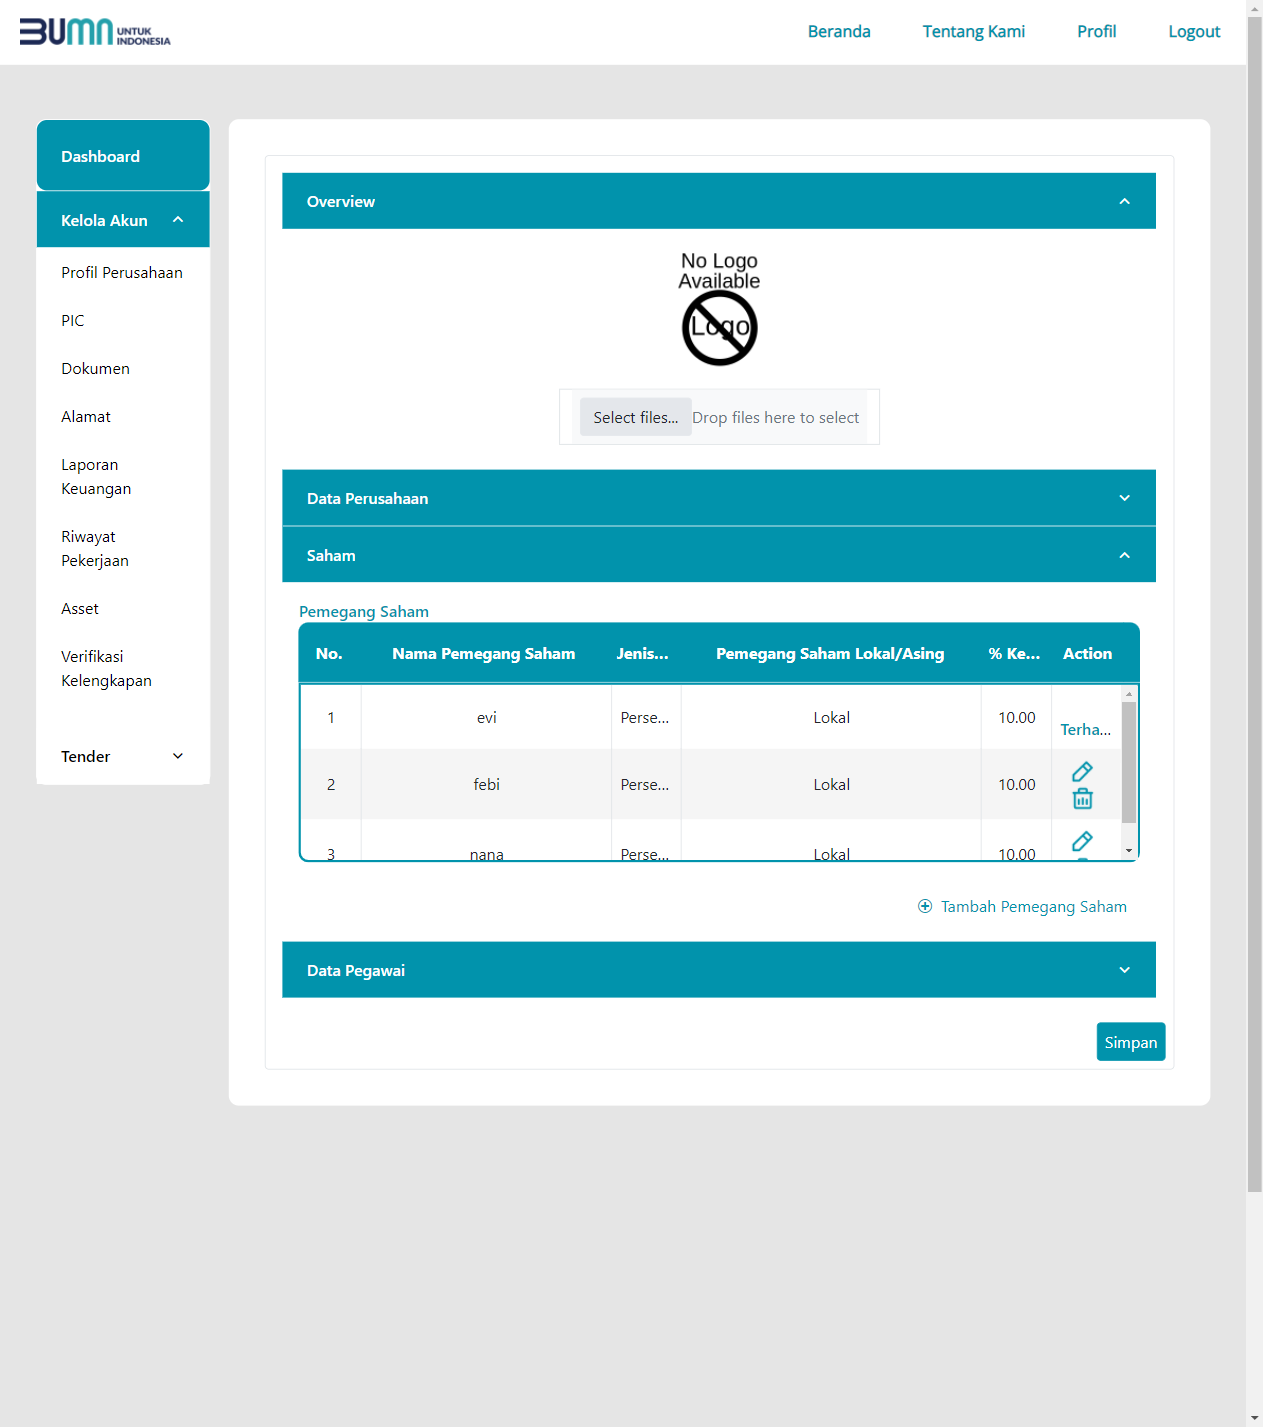 BUMN UNTUK INDONESIA
Beranda
Tentang Kami
Profil
Logout
Dashboard
Kelola Akun
Profil Perusahaan
PIC
Dokumen
Alamat
Laporan
Keuangan
Riwayat
Pekerjaan
Asset
Verifikasi
Kelengkapan
Tender
Overview
No Logo
Available
Logo
Select files... Drop files here to select
Data Perusahaan
Saham
Pemegang Saham
No. Nama Pemegang Saham Jenis... Pemegang Saham Lokal/Asing % Ke... Action
1 evi Perse... Lokal 10.00 Terha...
2 febi Perse... Lokal 10.00
3 nana Perse... Lokal 10.00
Tambah Pemegang Saham
Data Pegawai
Simpan